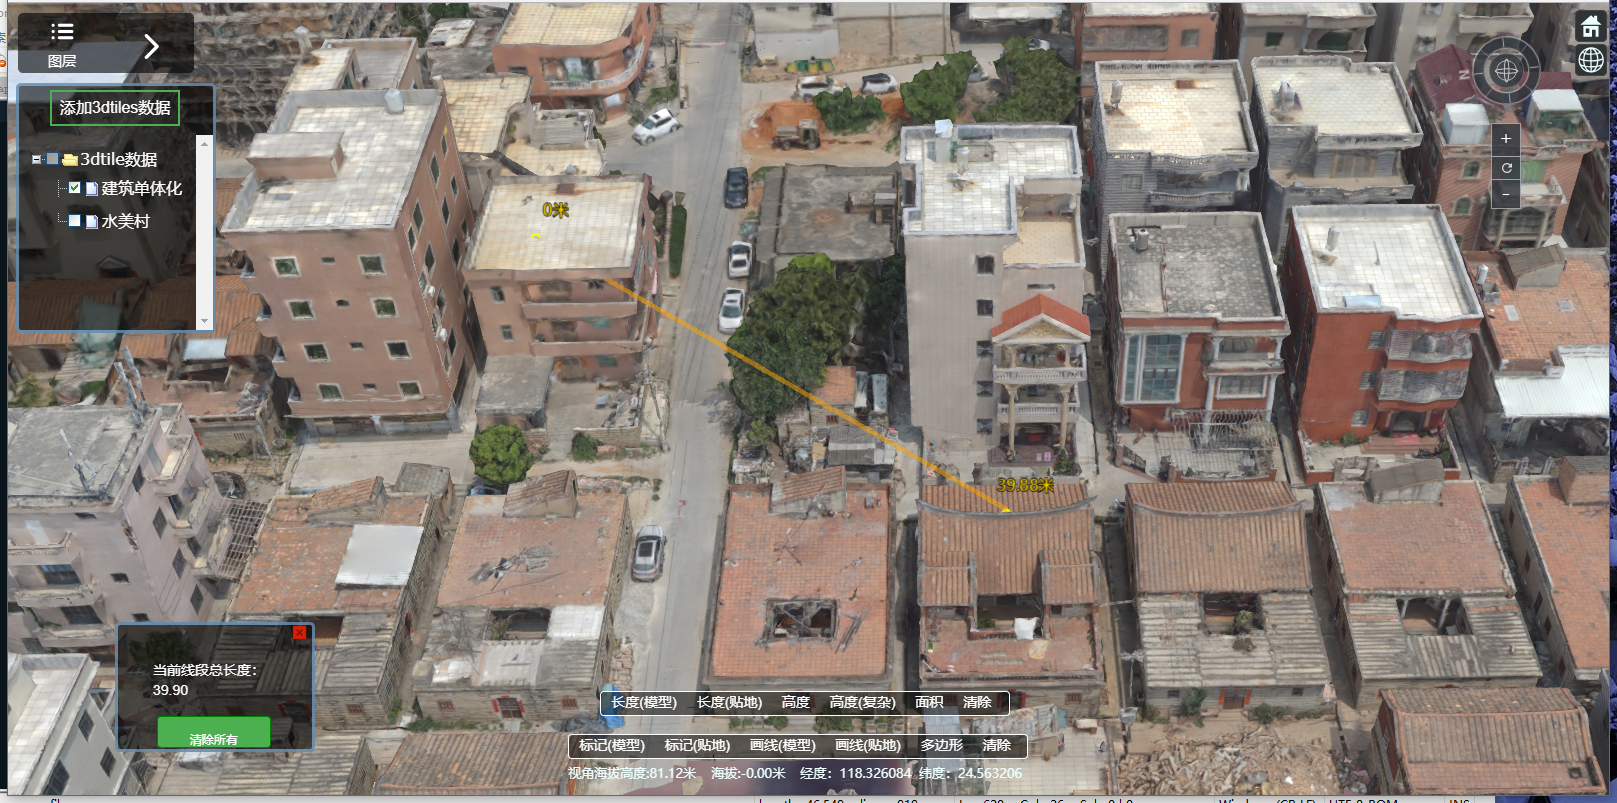 图层
添加3dtiles数据
3dtile数据
建筑单体化
水美村
N
+
−
0米
39.88米
当前线段总长度：
39.90
清除所有
长度(模型) 长度(贴地) 高度 高度(复杂) 面积 清除
标记(模型) 标记(贴地) 画线(模型) 画线(贴地) 多边形 清除
视角海拔高度:81.12米 海拔:-0.00米 经度：118.326084 纬度：24.563206